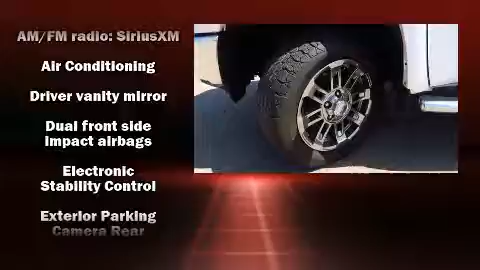 AM/FM radio: SiriusXM
Air Conditioning
Driver vanity mirror
Dual front side
impact airbags
Electronic
Stability Control
Exterior Parking
Camera Rear